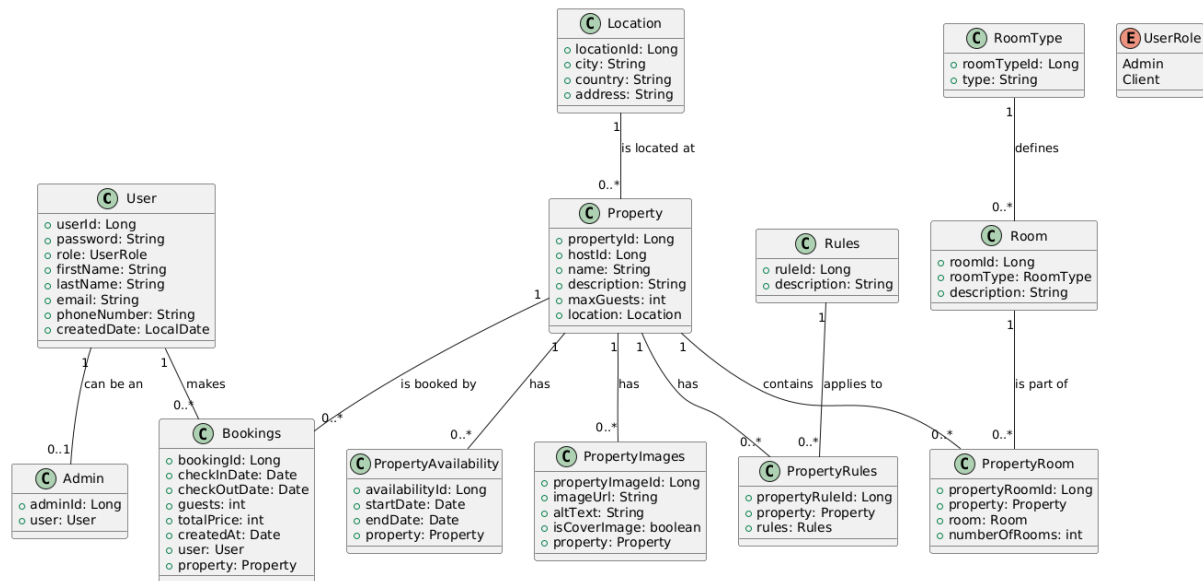 C Location
locationId: Long
city: String
country: String
address: String
C RoomType
roomTypeId: Long
type: String
E UserRole
Admin
Client
1
is located at
0..*
1
defines
0..*
C User
userId: Long
password: String
role: UserRole
firstName: String
lastName: String
email: String
phoneNumber: String
createdDate: LocalDate
C Property
propertyId: Long
hostId: Long
name: String
description: String
maxGuests: int
location: Location
C Rules
ruleId: Long
description: String
C Room
roomId: Long
roomType: RoomType
description: String
1
can be an
0..1
1
makes
0..*
1
is booked by
0..*
1
has
0..*
1
has
0..*
1
has
0..*
1
contains
0..*
1
applies to
0..*
1
is part of
0..*
C Admin
adminId: Long
user: User
C Bookings
bookingId: Long
checkInDate: Date
checkOutDate: Date
guests: int
totalPrice: int
createdAt: Date
user: User
property: Property
C PropertyAvailability
availabilityId: Long
startDate: Date
endDate: Date
property: Property
C PropertyImages
propertyImageId: Long
imageUrl: String
altText: String
isCoverImage: boolean
property: Property
C PropertyRules
propertyRuleId: Long
property: Property
rules: Rules
C PropertyRoom
propertyRoomId: Long
property: Property
room: Room
numberOfRooms: int